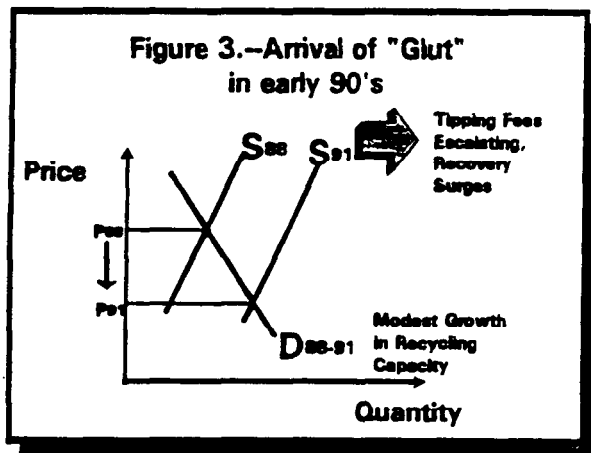 Figure 3.--Arrival of "Glut"
in early 90's
Tipping Fees
Escalating,
Recovery
Surges
S88
S91
Price
P88
P91
D88-91
Modest Growth
in Recycling
Capacity
Quantity